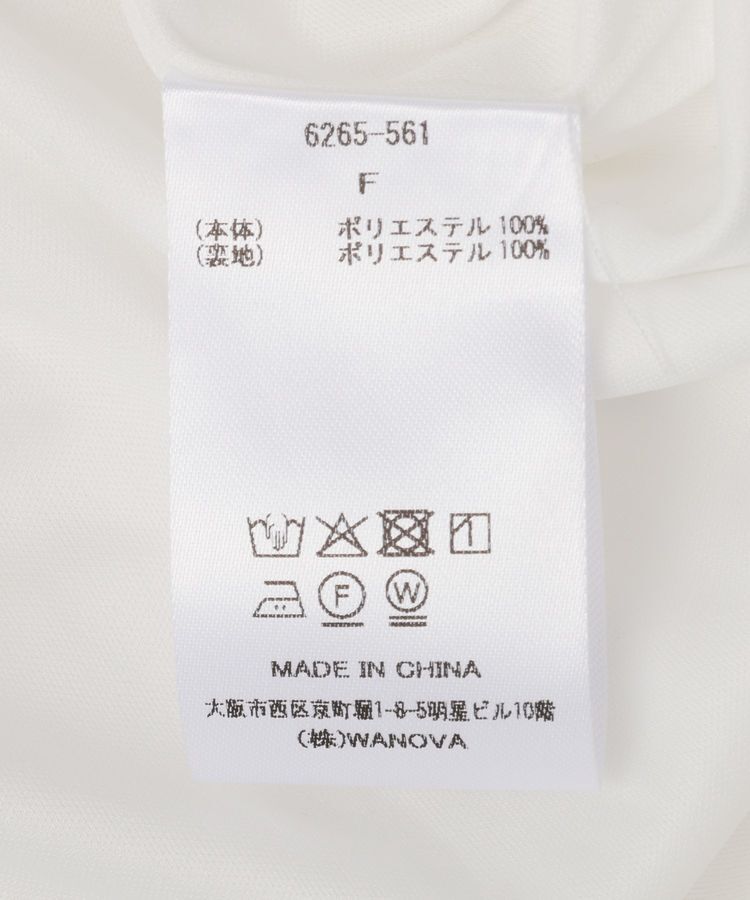 6265-561
F
(本体) ポリエステル 100%
(裏地) ポリエステル 100%
F W
MADE IN CHINA
大阪市西区京町堀1-8-5明星ビル10階
(株)WANOVA